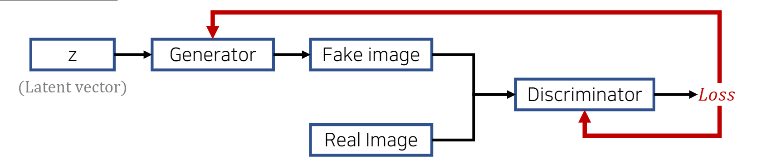 z
Generator
Fake image
(Latent vector)
Discriminator
Loss
Real Image